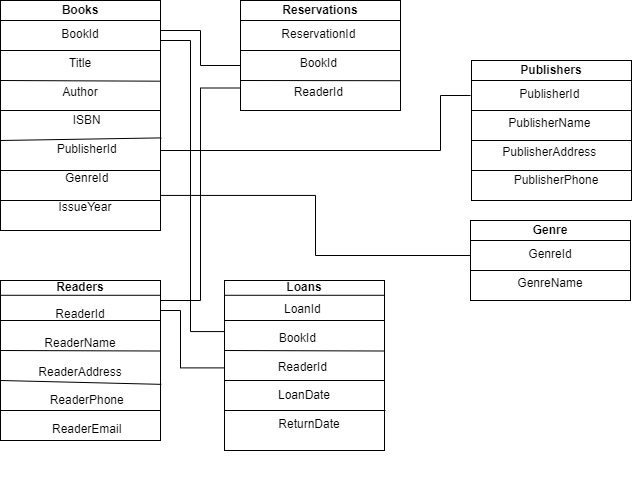 Books
BookId
Title
Author
ISBN
PublisherId
GenreId
IssueYear
Reservations
ReservationId
BookId
ReaderId
Publishers
PublisherId
PublisherName
PublisherAddress
PublisherPhone
Genre
GenreId
GenreName
Readers
ReaderId
ReaderName
ReaderAddress
ReaderPhone
ReaderEmail
Loans
LoanId
BookId
ReaderId
LoanDate
ReturnDate